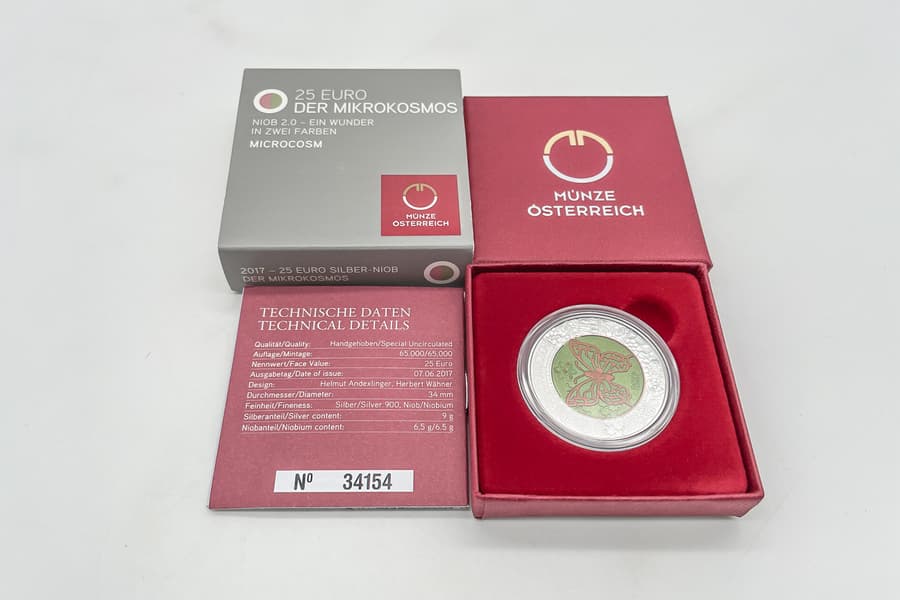 25 EURO
DER MIKROKOSMOS
NIOB 2.0 – EIN WUNDER
IN ZWEI FARBEN
MICROCOSM
MÜNZE
ÖSTERREICH
2017 – 25 EURO SILBER-NIOB
DER MIKROKOSMOS
MÜNZE
ÖSTERREICH
TECHNISCHE DATEN
TECHNICAL DETAILS
Qualität/Quality: Handgehoben/Special Uncirculated
Auflage/Mintage: 65.000/65,000
Nennwert/Face Value: 25 Euro
Ausgabetag/Date of issue: 07.06.2017
Design: Helmut Andexlinger, Herbert Wähner
Durchmesser/Diameter: 34 mm
Feinheit/Fineness: Silber/Silver 900, Niob/Niobium
Silberanteil/Silver content: 9 g
Niobanteil/Niobium content: 6,5 g/6.5 g
Nº 34154